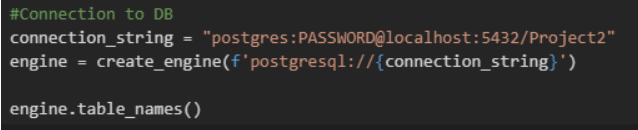 #Connection to DB
connection_string = "postgres:PASSWORD@localhost:5432/Project2"
engine = create_engine(f'postgresql://{connection_string}')
engine.table_names()